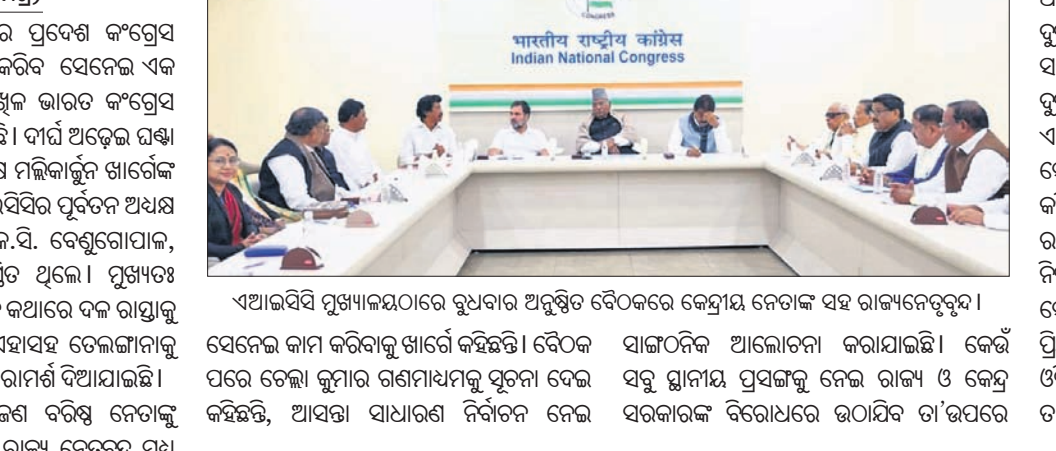 ର ପ୍ରଦେଶ କଂଗ୍ରେସ
କରିବ ସେନେଇ ଏକ
ଭାରତ କଂଗ୍ରେସ
ଛି। ଦୀର୍ଘ ଅଢ଼େଇ ଘଣ୍ଟା
ମଲ୍ଲିକାର୍ଜୁନ ଖାର୍ଗେଙ୍କ
ପୂର୍ବତନ ଅଧ୍ୟକ୍ଷ
ସି. ବେଣୁଗୋପାଳ,
ଥିଲେ। ମୁଖ୍ୟତଃ
କଥାରେ ଦଳ ରାସ୍ତାକୁ
ଏହାସହ ତେଲଙ୍ଗାନାକୁ
ରାମର୍ଶ ଦିଆଯାଇଛି।
ଜଣ ବରିଷ୍ଠ ନେତାଙ୍କୁ
CONGRESS
भारतीय राष्ट्रीय कांग्रेस
Indian National Congress
ଏଆଇସିସି ମୁଖ୍ୟାଳୟଠାରେ ବୁଧବାର ଅନୁଷ୍ଠିତ ବୈଠକରେ କେନ୍ଦ୍ରୀୟ ନେତାଙ୍କ ସହ ରାଜ୍ୟନେତୃବୃନ୍ଦ।
ସେନେଇ କାମ କରିବାକୁ ଖାର୍ଗେ କହିଛନ୍ତି। ବୈଠକ
ପରେ ଚେଲ୍ଲା କୁମାର ଗଣମାଧ୍ୟମକୁ ସୂଚନା ଦେଇ
କହିଛନ୍ତି, ଆସନ୍ତା ସାଧାରଣ ନିର୍ବାଚନ ନେଇ
ସାଙ୍ଗଠନିକ ଆଲୋଚନା କରାଯାଇଛି। କେଉଁ
ସବୁ ସ୍ଥାନୀୟ ପ୍ରସଙ୍ଗକୁ ନେଇ ରାଜ୍ୟ ଓ କେନ୍ଦ୍ର
ସରକାରଙ୍କ ବିରୋଧରେ ଉଠାଯିବ ତା'ଉପରେ